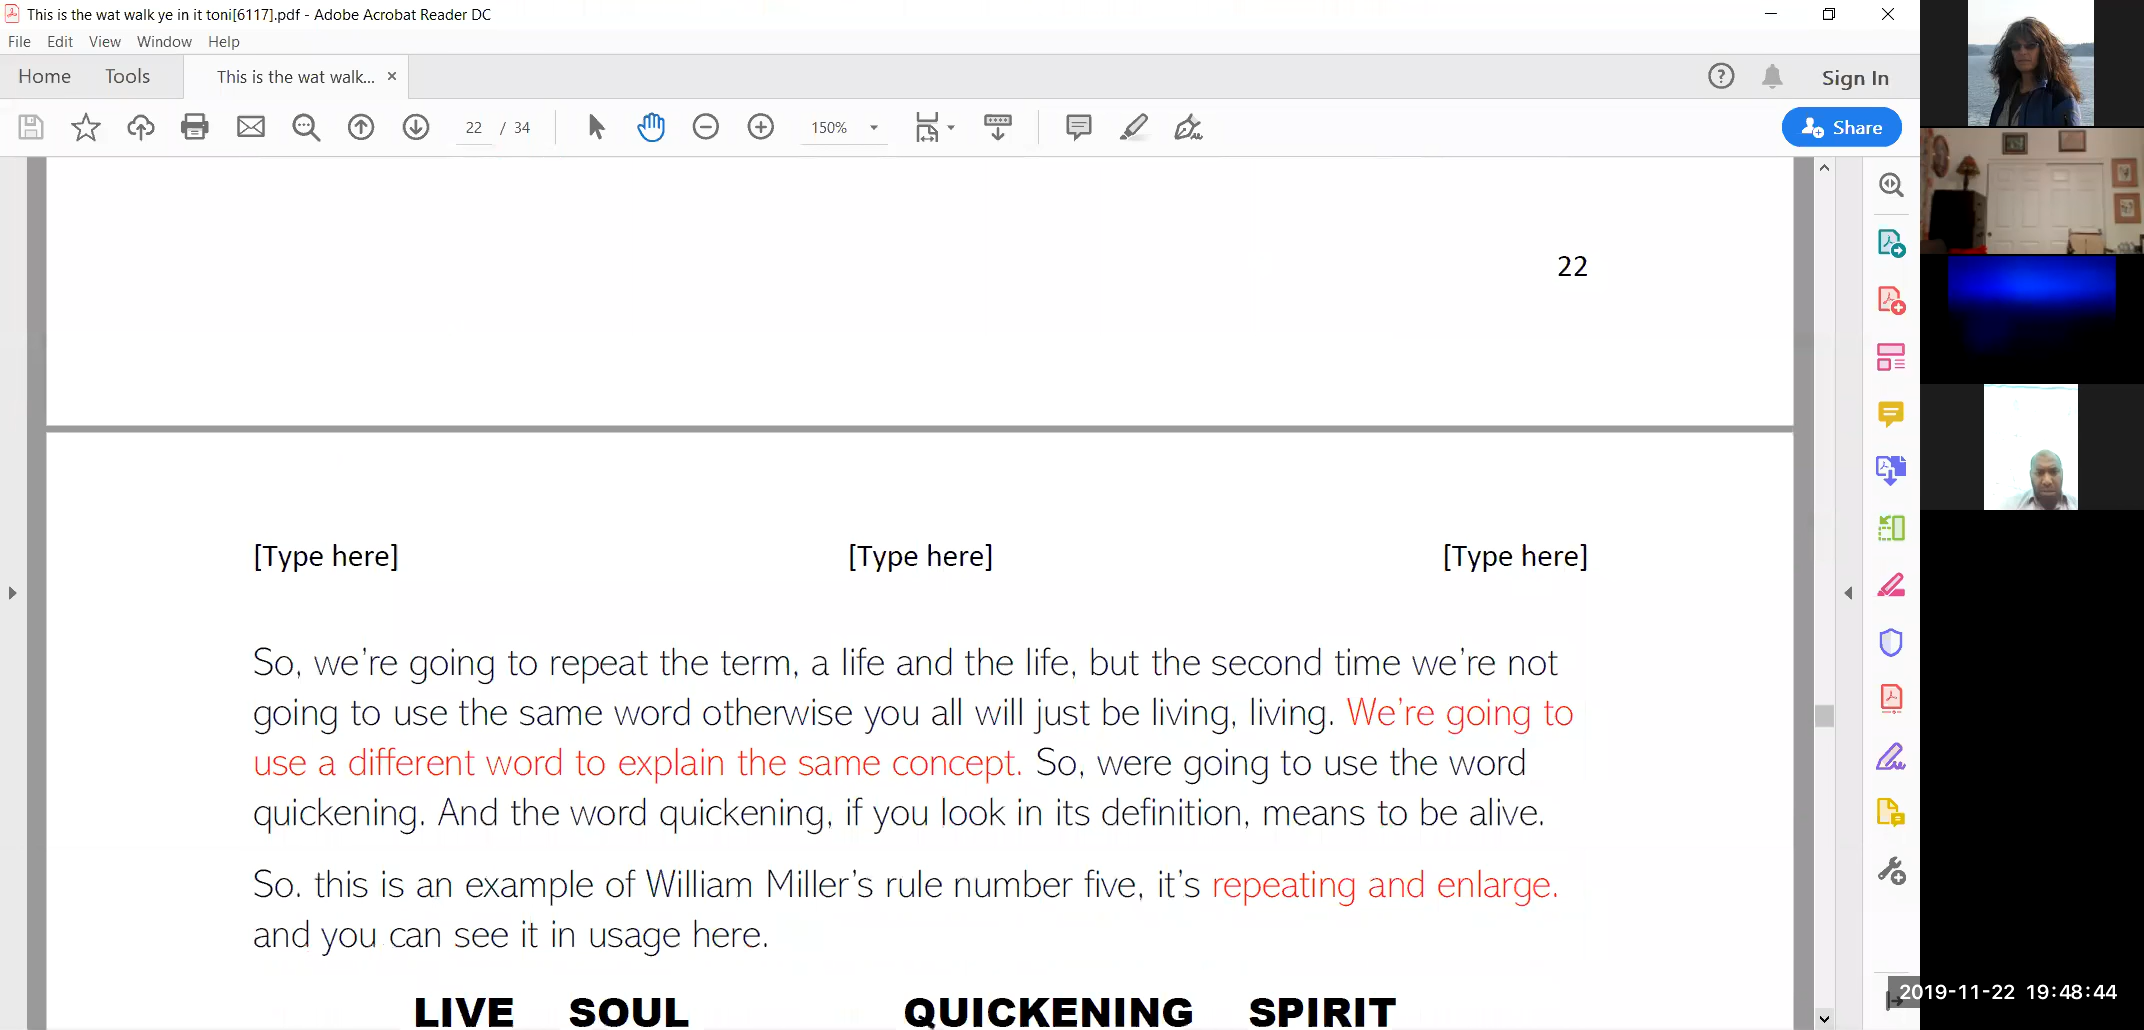 This is the wat walk ye in it toni[6117].pdf - Adobe Acrobat Reader DC
File Edit View Window Help
Home Tools This is the wat walk... × Sign In
22 / 34 150% Share
22
[Type here] [Type here] [Type here]
So, we're going to repeat the term, a life and the life, but the second time we're not
going to use the same word otherwise you all will just be living, living. We're going to
use a different word to explain the same concept. So, were going to use the word
quickening. And the word quickening, if you look in its definition, means to be alive.
So. this is an example of William Miller's rule number five, it's repeating and enlarge.
and you can see it in usage here.
LIVE SOUL QUICKENING SPIRIT
2019-11-22 19:48:44